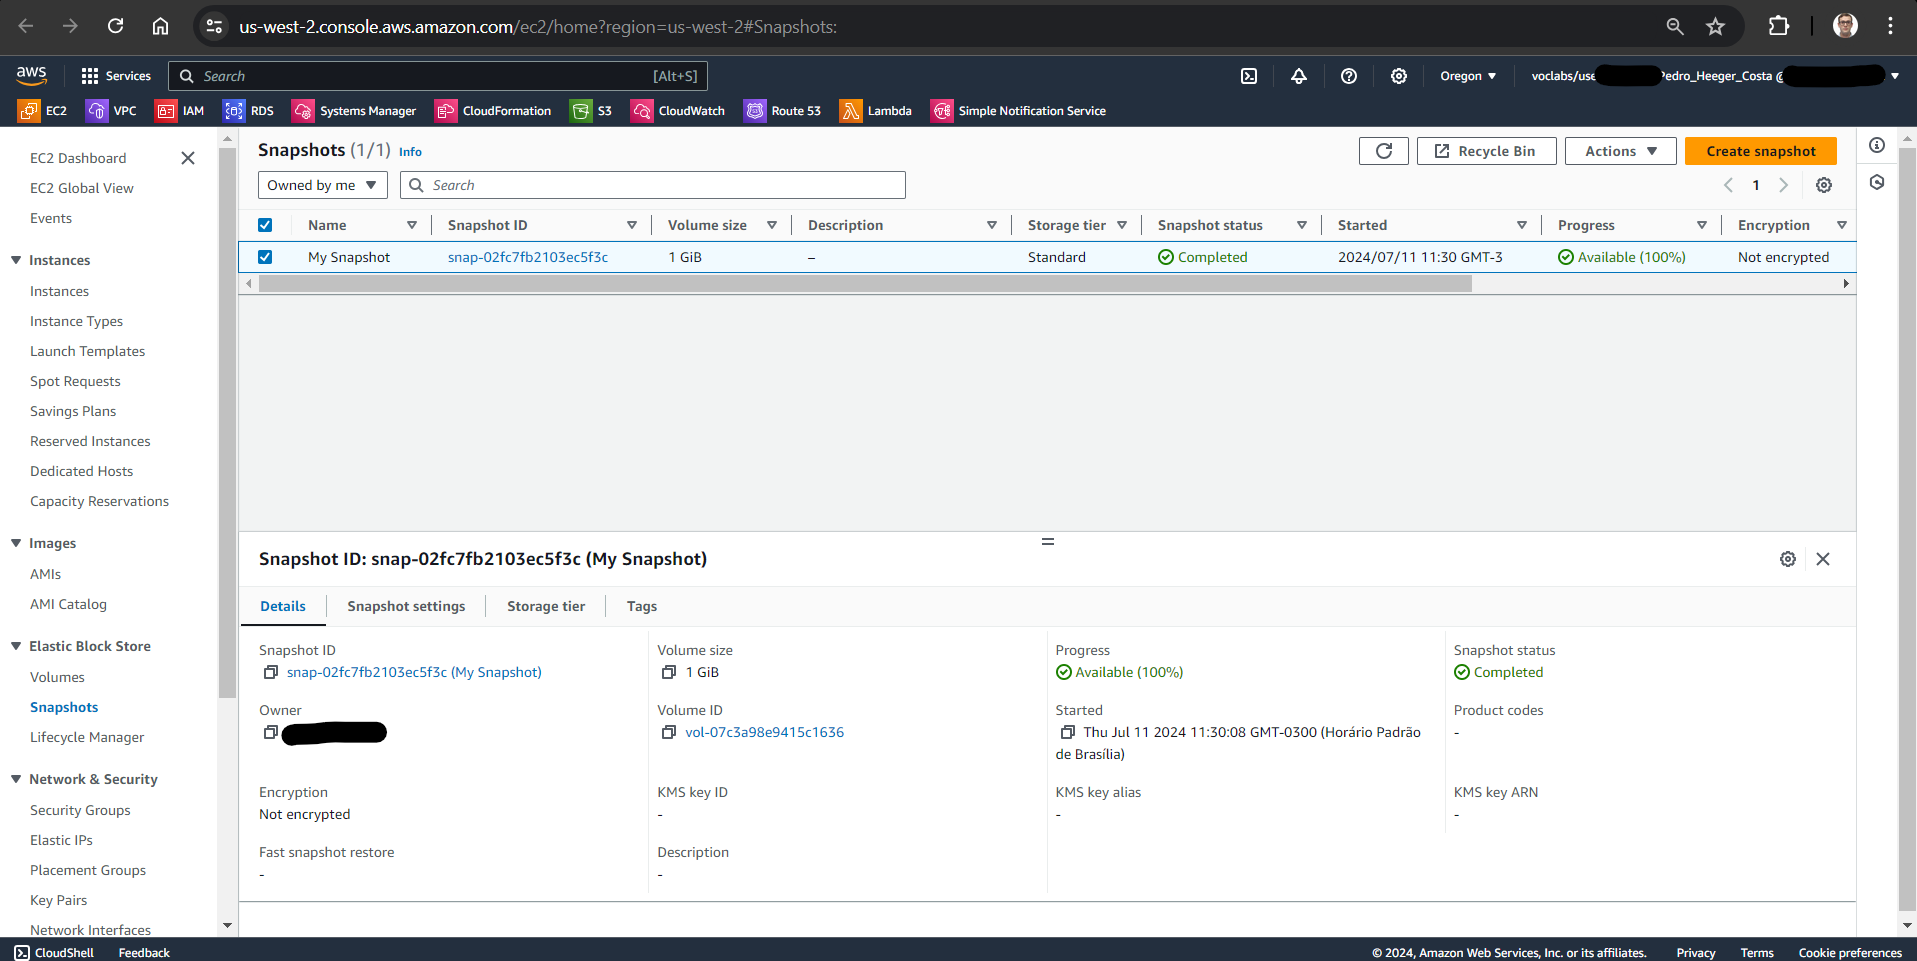 us-west-2.console.aws.amazon.com/ec2/home?region=us-west-2#Snapshots:
aws Services Search [Alt+S] Oregon voclabs/use Pedro_Heeger_Costa @
EC2 VPC IAM RDS Systems Manager CloudFormation S3 CloudWatch Route 53 Lambda Simple Notification Service
EC2 Dashboard
EC2 Global View
Events
Instances
Instances
Instance Types
Launch Templates
Spot Requests
Savings Plans
Reserved Instances
Dedicated Hosts
Capacity Reservations
Images
AMIs
AMI Catalog
Elastic Block Store
Volumes
Snapshots
Lifecycle Manager
Network & Security
Security Groups
Elastic IPs
Placement Groups
Key Pairs
Network Interfaces
Snapshots (1/1) Info
Recycle Bin Actions Create snapshot
Owned by me Search 1
Name Snapshot ID Volume size Description Storage tier Snapshot status Started Progress Encryption
My Snapshot snap-02fc7fb2103ec5f3c 1 GiB – Standard Completed 2024/07/11 11:30 GMT-3 Available (100%) Not encrypted
Snapshot ID: snap-02fc7fb2103ec5f3c (My Snapshot)
Details Snapshot settings Storage tier Tags
Snapshot ID
snap-02fc7fb2103ec5f3c (My Snapshot)
Volume size
1 GiB
Progress
Available (100%)
Snapshot status
Completed
Owner
Volume ID
vol-07c3a98e9415c1636
Started
Thu Jul 11 2024 11:30:08 GMT-0300 (Horário Padrão
de Brasília)
Product codes
-
Encryption
Not encrypted
KMS key ID
-
KMS key alias
-
KMS key ARN
-
Fast snapshot restore
-
Description
-
CloudShell Feedback © 2024, Amazon Web Services, Inc. or its affiliates. Privacy Terms Cookie preferences